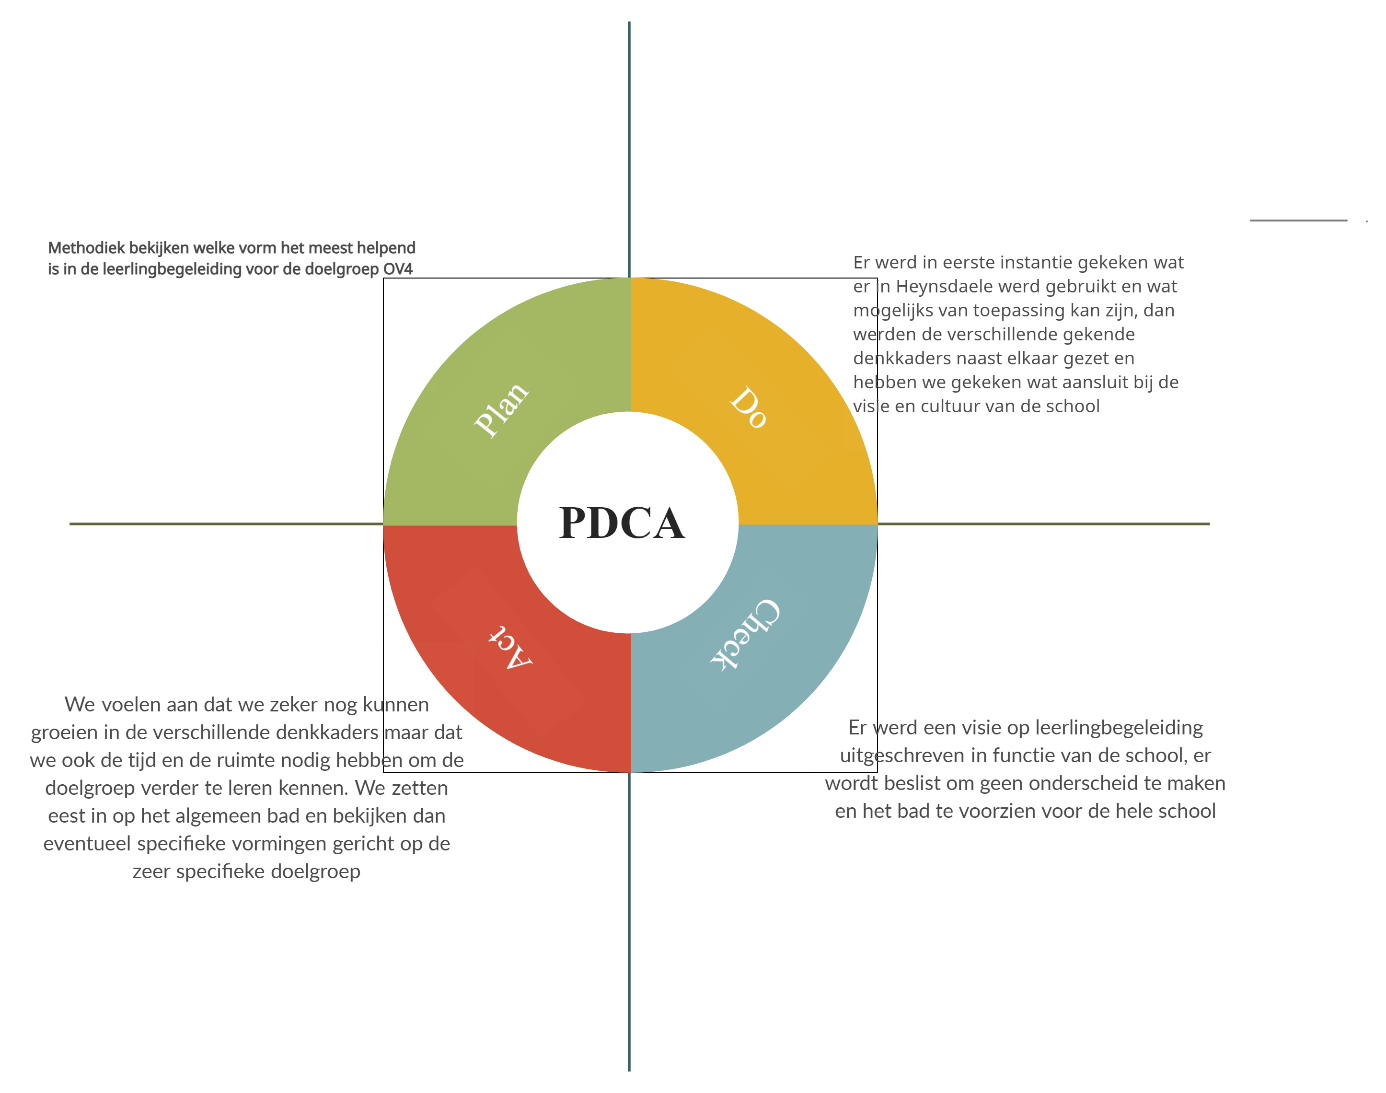 Methodiek bekijken welke vorm het meest helpend
is in de leerlingbegeleiding voor de doelgroep OV4
Er werd in eerste instantie gekeken wat
er in Heynsdaele werd gebruikt en wat
mogelijks van toepassing kan zijn, dan
werden de verschillende gekende
denkkaders naast elkaar gezet en
hebben we gekeken wat aansluit bij de
visie en cultuur van de school
Plan
Do
PDCA
Act
Check
We voelen aan dat we zeker nog kunnen
groeien in de verschillende denkkaders maar dat
we ook de tijd en de ruimte nodig hebben om de
doelgroep verder te leren kennen. We zetten
eest in op het algemeen bad en bekijken dan
eventueel specifieke vormingen gericht op de
zeer specifieke doelgroep
Er werd een visie op leerlingbegeleiding
uitgeschreven in functie van de school, er
wordt beslist om geen onderscheid te maken
en het bad te voorzien voor de hele school